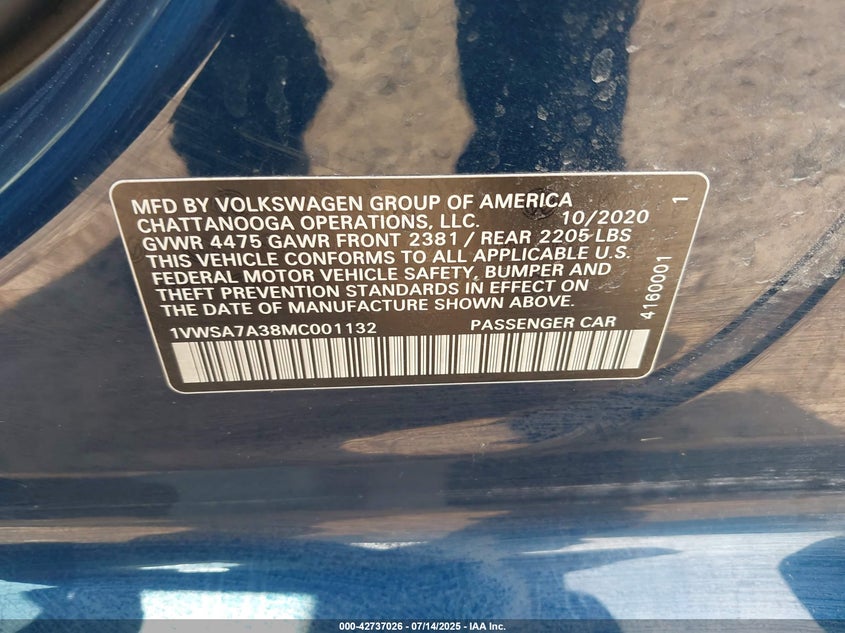 MFD BY VOLKSWAGEN GROUP OF AMERICA
CHATTANOOGA OPERATIONS, LLC. 10/2020
GVWR 4475 GAWR FRONT 2381 / REAR 2205 LBS
THIS VEHICLE CONFORMS TO ALL APPLICABLE U.S.
FEDERAL MOTOR VEHICLE SAFETY, BUMPER AND
THEFT PREVENTION STANDARDS IN EFFECT ON
THE DATE OF MANUFACTURE SHOWN ABOVE.
1VWSA7A38MC001132 PASSENGER CAR
4160001 1
000-42737026 - 07/14/2025 - IAA Inc.